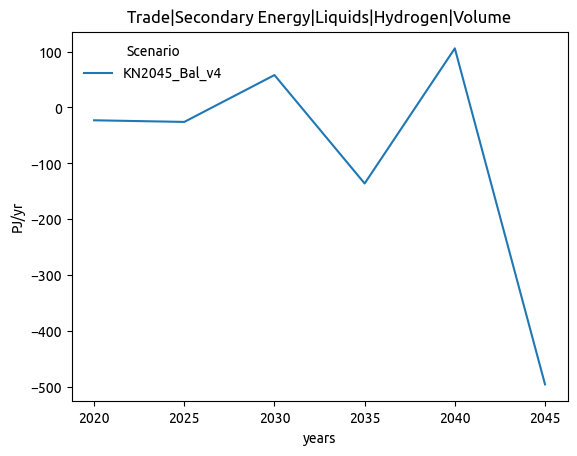 Trade|Secondary Energy|Liquids|Hydrogen|Volume
Scenario
KN2045_Bal_v4
PJ/yr
100
0
−100
−200
−300
−400
−500
2020 2025 2030 2035 2040 2045
years